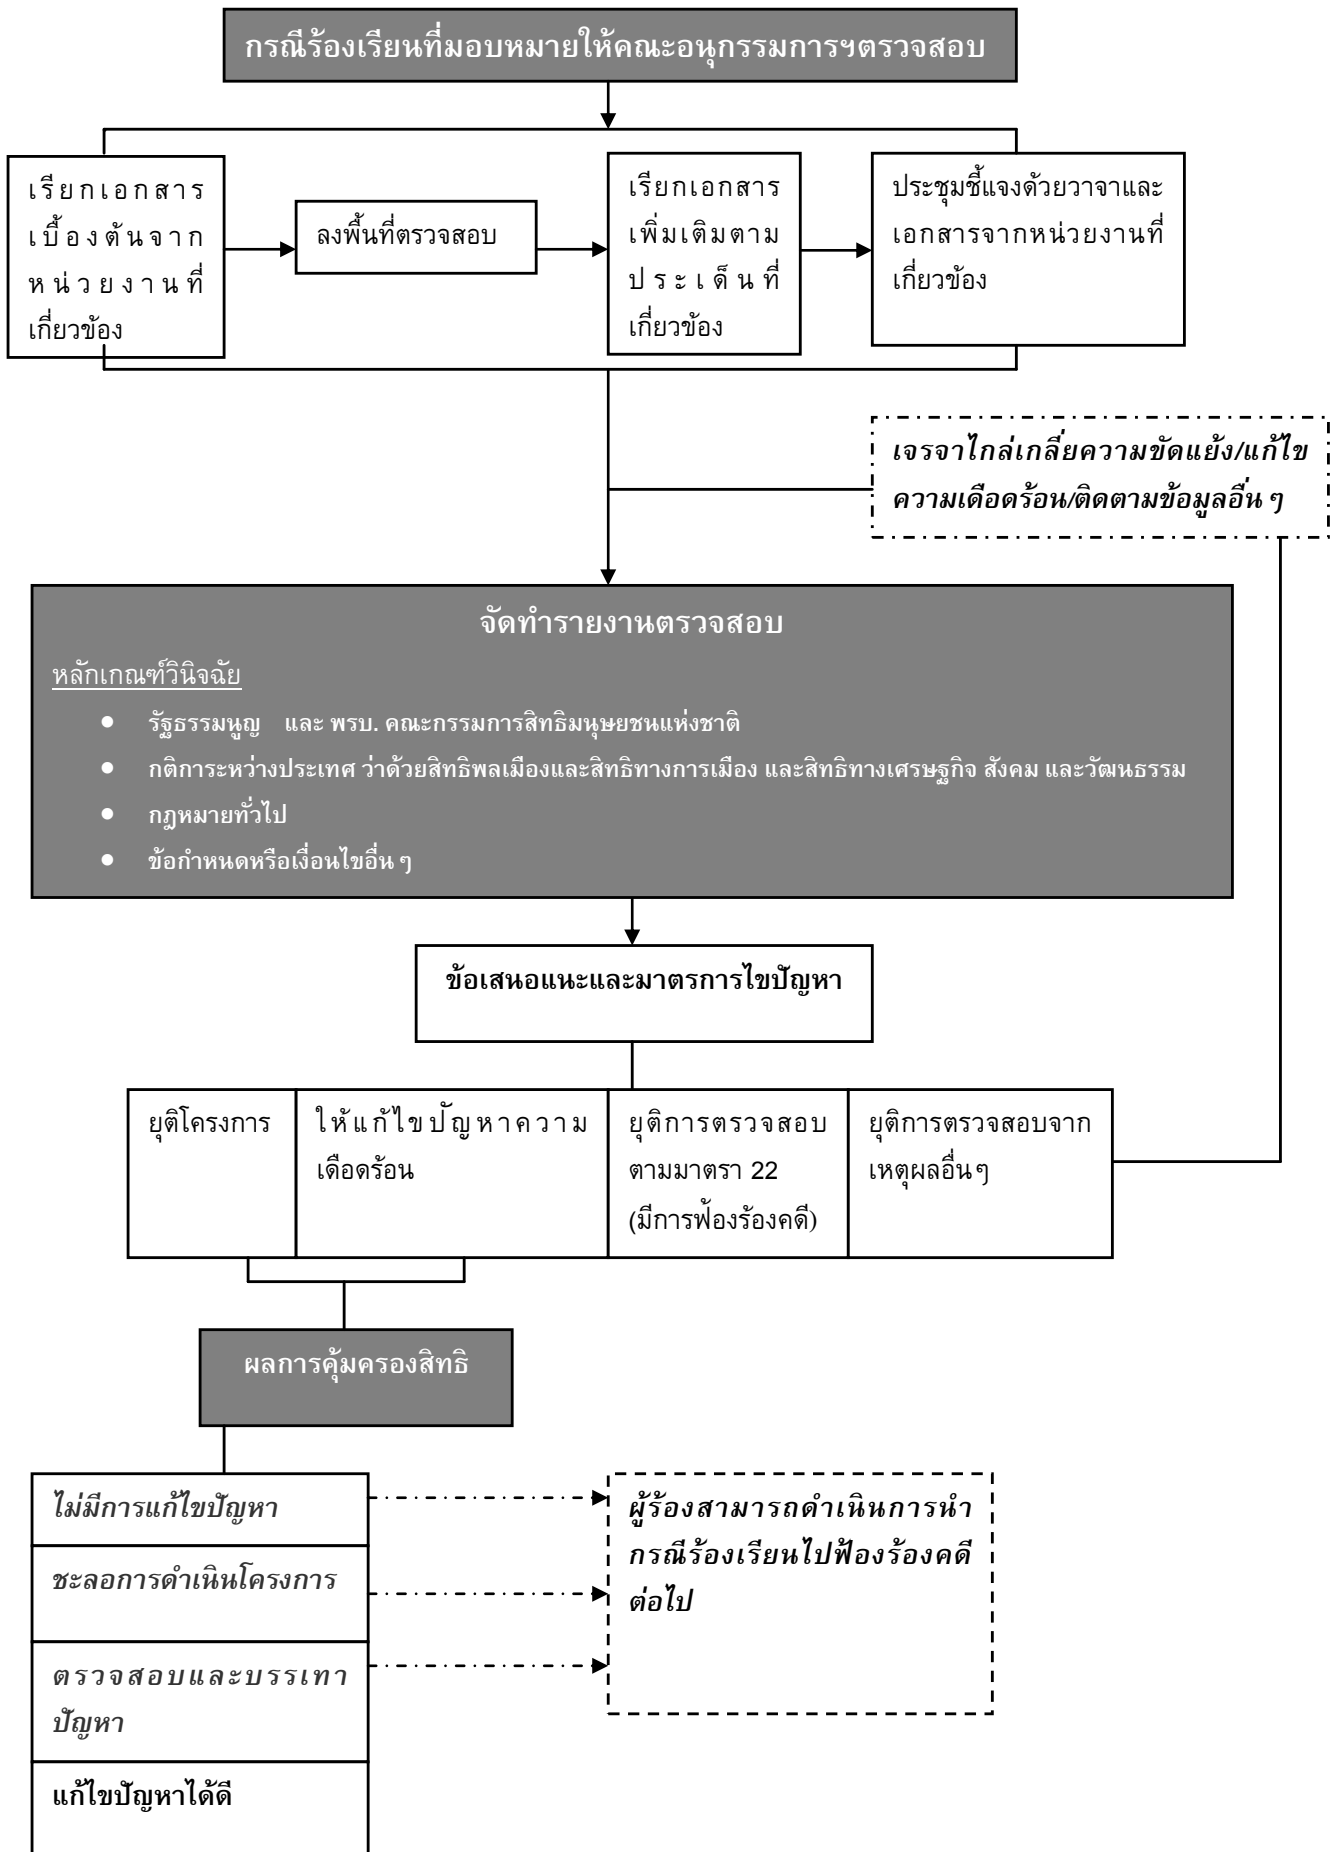 กรณีร้องเรียนที่มอบหมายให้คณะอนุกรรมการฯตรวจสอบ
เรียกเอกสาร
เบื้องต้นจาก
หน่วยงานที่
เกี่ยวข้อง
ลงพื้นที่ตรวจสอบ
เรียกเอกสาร
เพิ่มเติมตาม
ประเด็นที่
เกี่ยวข้อง
ประชุมชี้แจงด้วยวาจาและ
เอกสารจากหน่วยงานที่
เกี่ยวข้อง
เจรจาไกล่เกลี่ยความขัดแย้ง/แก้ไข
ความเดือดร้อน/ติดตามข้อมูลอื่น ๆ
จัดทำรายงานตรวจสอบ
หลักเกณฑ์วินิจฉัย
● รัฐธรรมนูญ และ พรบ. คณะกรรมการสิทธิมนุษยชนแห่งชาติ
● กติการะหว่างประเทศ ว่าด้วยสิทธิพลเมืองและสิทธิทางการเมือง และสิทธิทางเศรษฐกิจ สังคม และวัฒนธรรม
● กฎหมายทั่วไป
● ข้อกำหนดหรือเงื่อนไขอื่น ๆ
ข้อเสนอแนะและมาตรการไขปัญหา
ยุติโครงการ
ให้แก้ไขปัญหาความ
เดือดร้อน
ยุติการตรวจสอบ
ตามมาตรา 22
(มีการฟ้องร้องคดี)
ยุติการตรวจสอบจาก
เหตุผลอื่น ๆ
ผลการคุ้มครองสิทธิ
ไม่มีการแก้ไขปัญหา
ชะลอการดำเนินโครงการ
ตรวจสอบและบรรเทา
ปัญหา
แก้ไขปัญหาได้ดี
ผู้ร้องสามารถดำเนินการนำ
กรณีร้องเรียนไปฟ้องร้องคดี
ต่อไป